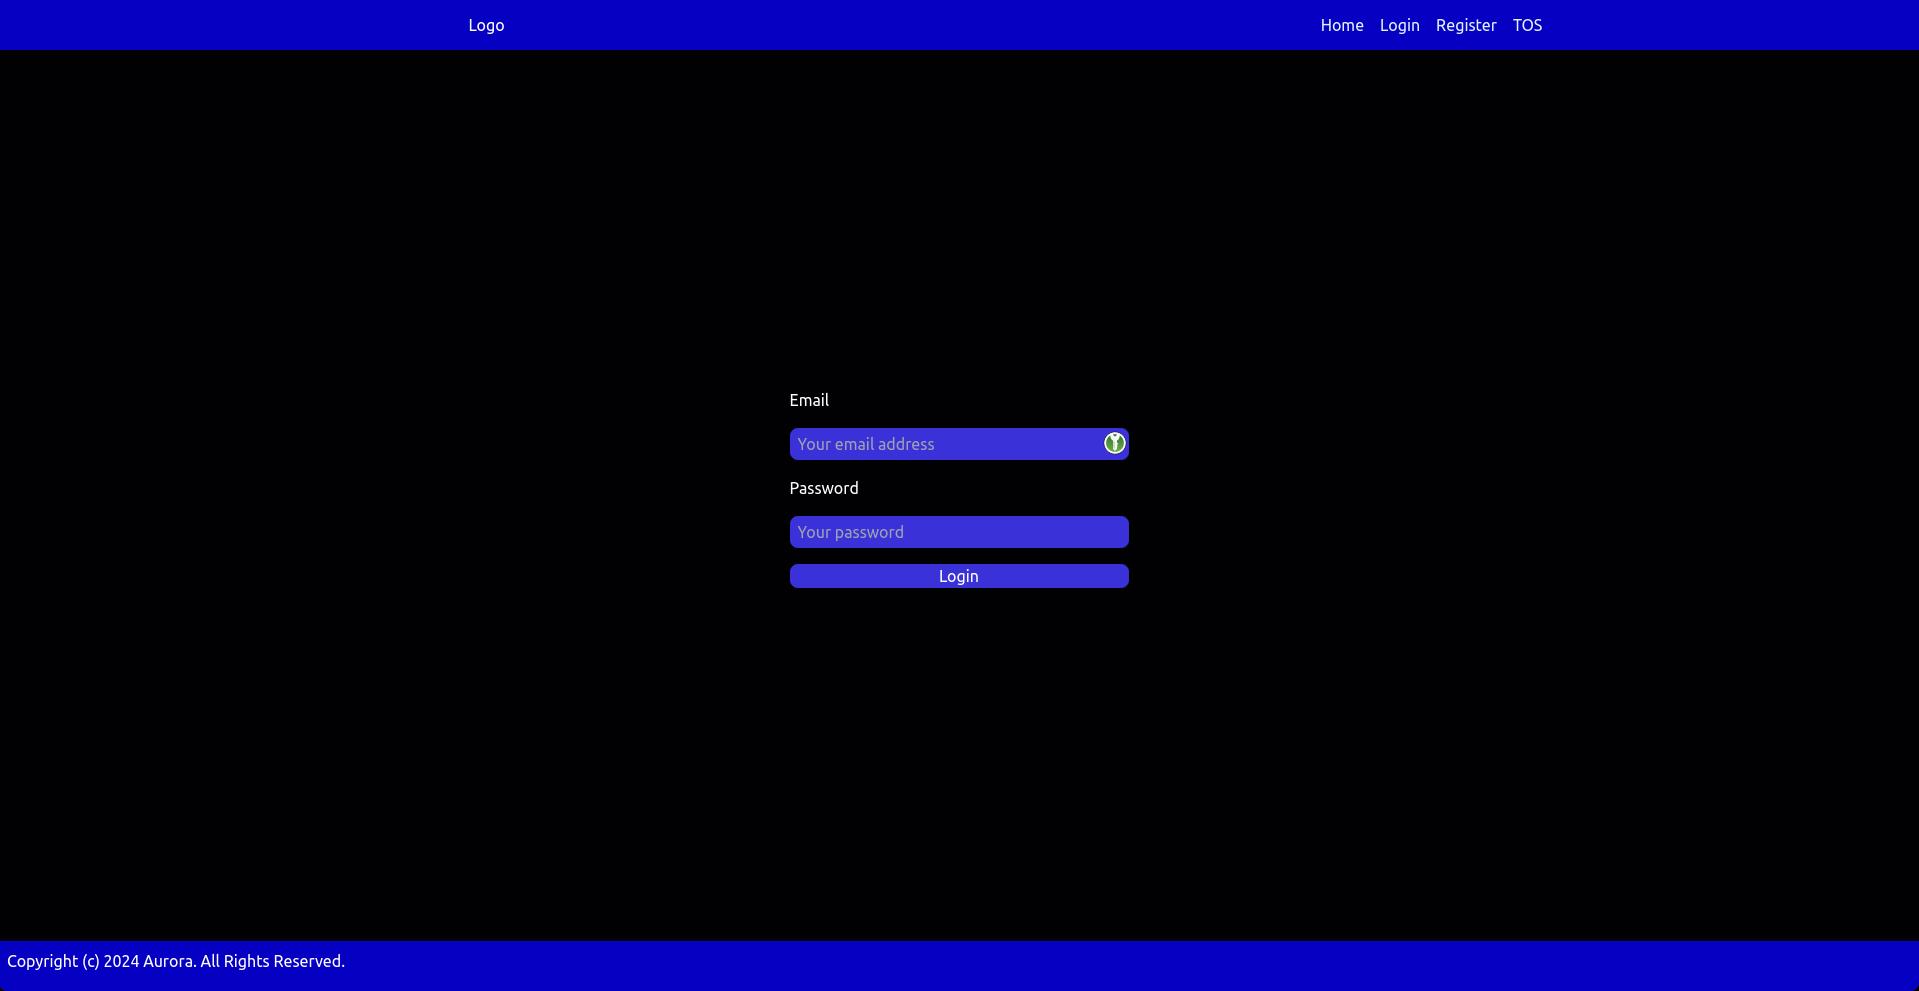 Logo
Home Login Register TOS
Email
Your email address
Password
Your password
Login
Copyright (c) 2024 Aurora. All Rights Reserved.